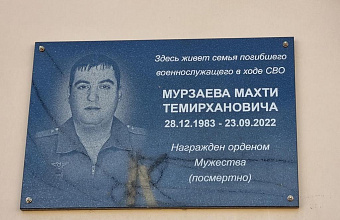 Здесь живет семья погибшего
военнослужащего в ходе СВО
МУРЗАЕВА МАХТИ
ТЕМИРХАНОВИЧА
28.12.1983 - 23.09.2022
Награжден орденом
Мужества
(посмертно)